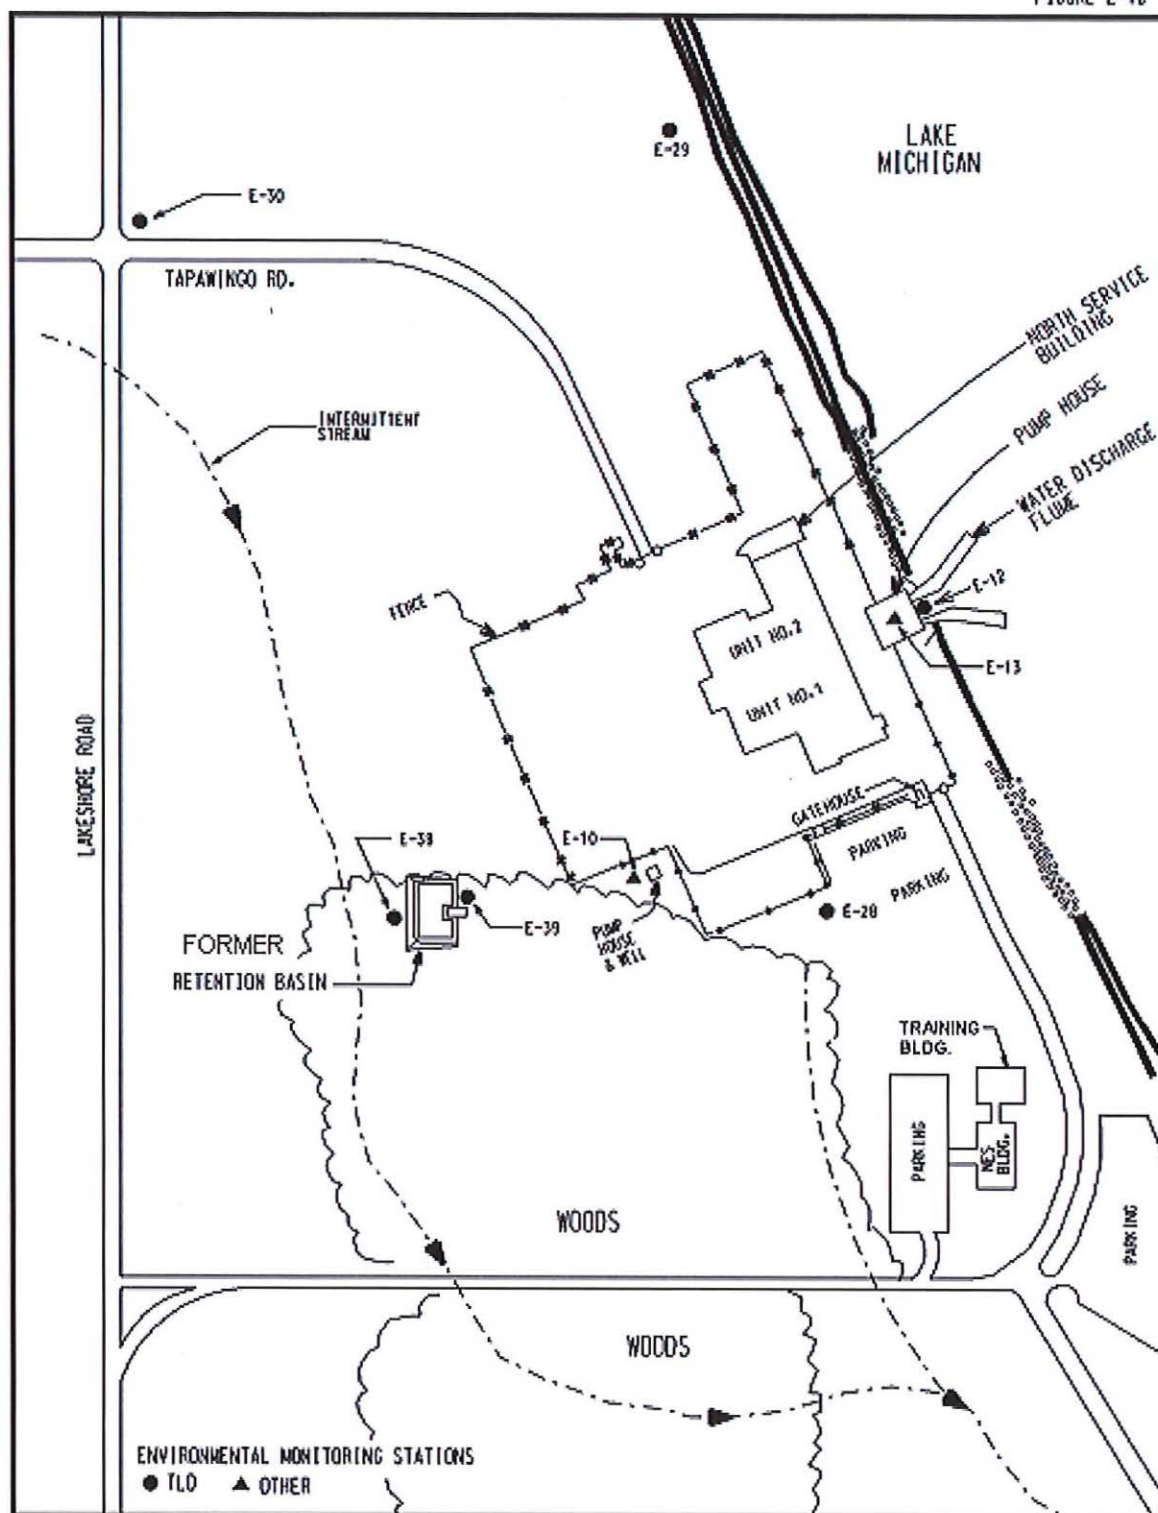 LAKE
MICHIGAN
E-29
E-30
TAPAWINGO RD.
NORTH SERVICE
BUILDING
PUMP HOUSE
WATER DISCHARGE
FLUME
INTERMITTENT
STREAM
FENCE
E-12
UNIT NO.2
E-13
UNIT NO.1
LAKESHORE ROAD
GATEHOUSE
E-38
E-10
PARKING
PARKING
E-39
E-28
PUMP
HOUSE
& WELL
FORMER
RETENTION BASIN
TRAINING
BLDG.
PARKING
NES
BLDG.
WOODS
PARKING
WOODS
ENVIRONMENTAL MONITORING STATIONS
TLD
OTHER